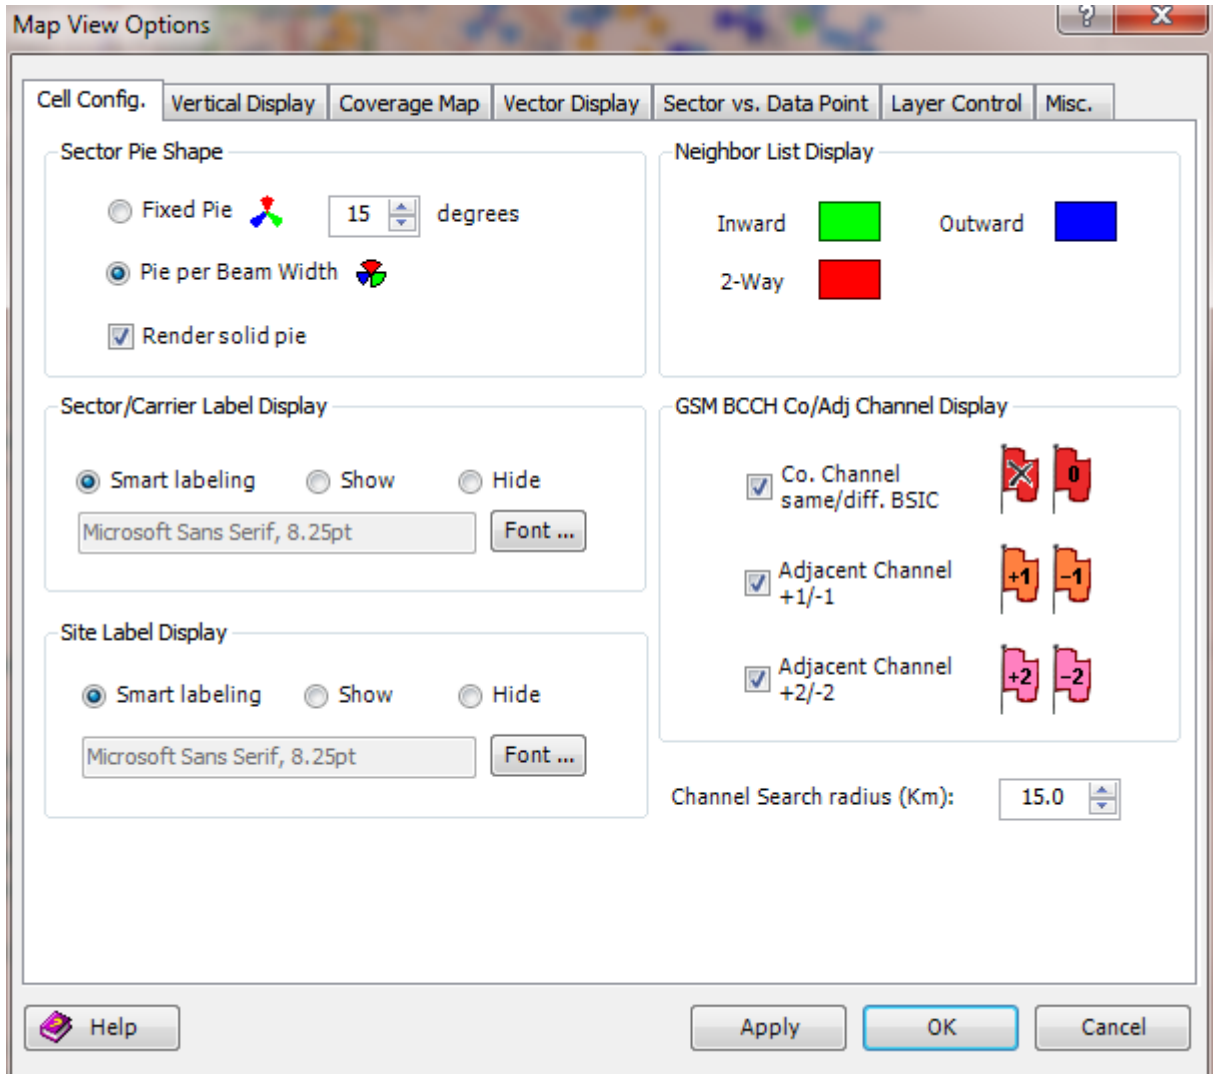 Map View Options
?
X
Cell Config. Vertical Display Coverage Map Vector Display Sector vs. Data Point Layer Control Misc.
Sector Pie Shape
Fixed Pie 15 degrees
Pie per Beam Width
Render solid pie
Neighbor List Display
Inward Outward
2-Way
Sector/Carrier Label Display
Smart labeling Show Hide
Microsoft Sans Serif, 8.25pt Font ...
GSM BCCH Co/Adj Channel Display
Co. Channel
same/diff. BSIC
X 0
Adjacent Channel
+1/-1
+1 -1
Adjacent Channel
+2/-2
+2 -2
Site Label Display
Smart labeling Show Hide
Microsoft Sans Serif, 8.25pt Font ...
Channel Search radius (Km): 15.0
Help Apply OK Cancel